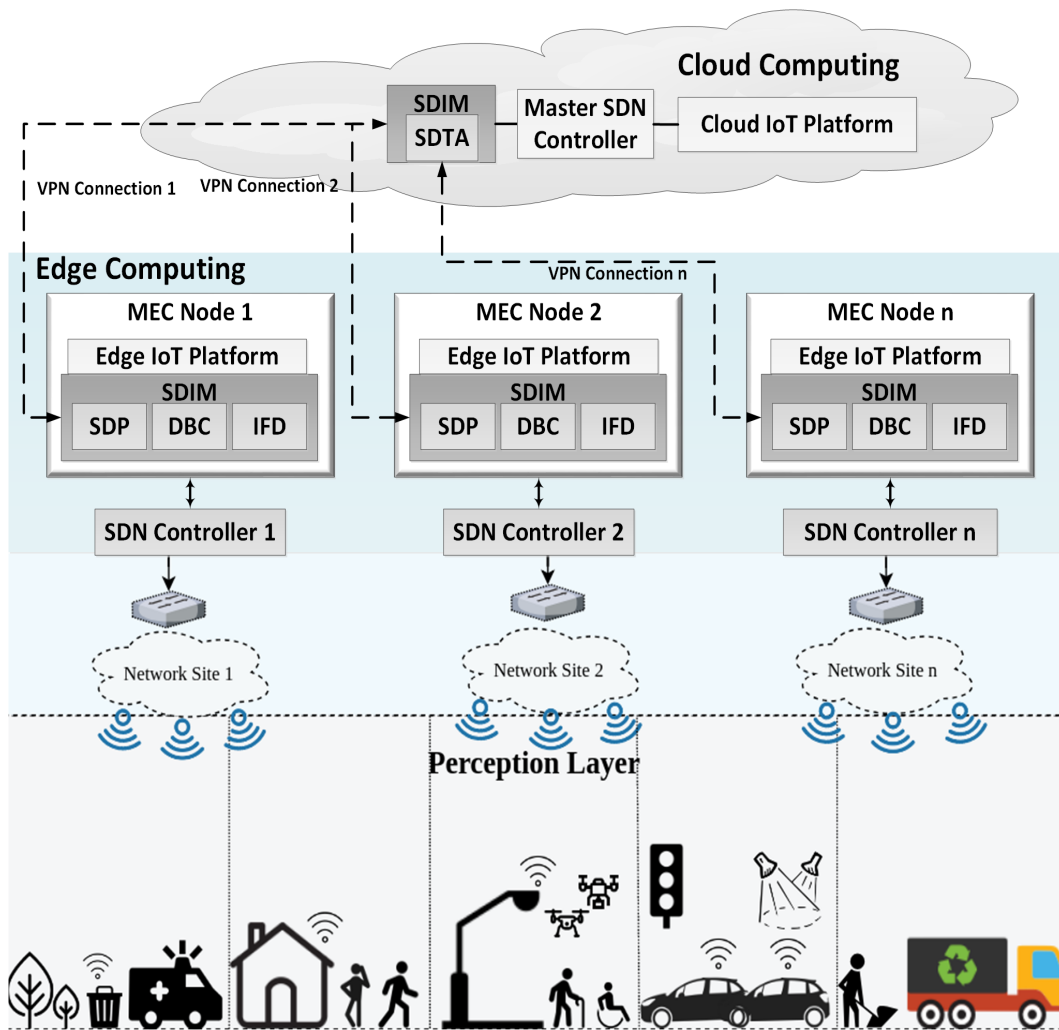 Cloud Computing
SDIM
SDTA
Master SDN
Controller
Cloud IoT Platform
VPN Connection 1
VPN Connection 2
VPN Connection n
Edge Computing
MEC Node 1
Edge IoT Platform
SDIM
SDP
DBC
IFD
MEC Node 2
Edge IoT Platform
SDIM
SDP
DBC
IFD
MEC Node n
Edge IoT Platform
SDIM
SDP
DBC
IFD
SDN Controller 1
SDN Controller 2
SDN Controller n
Network Site 1
Network Site 2
Network Site n
Perception Layer